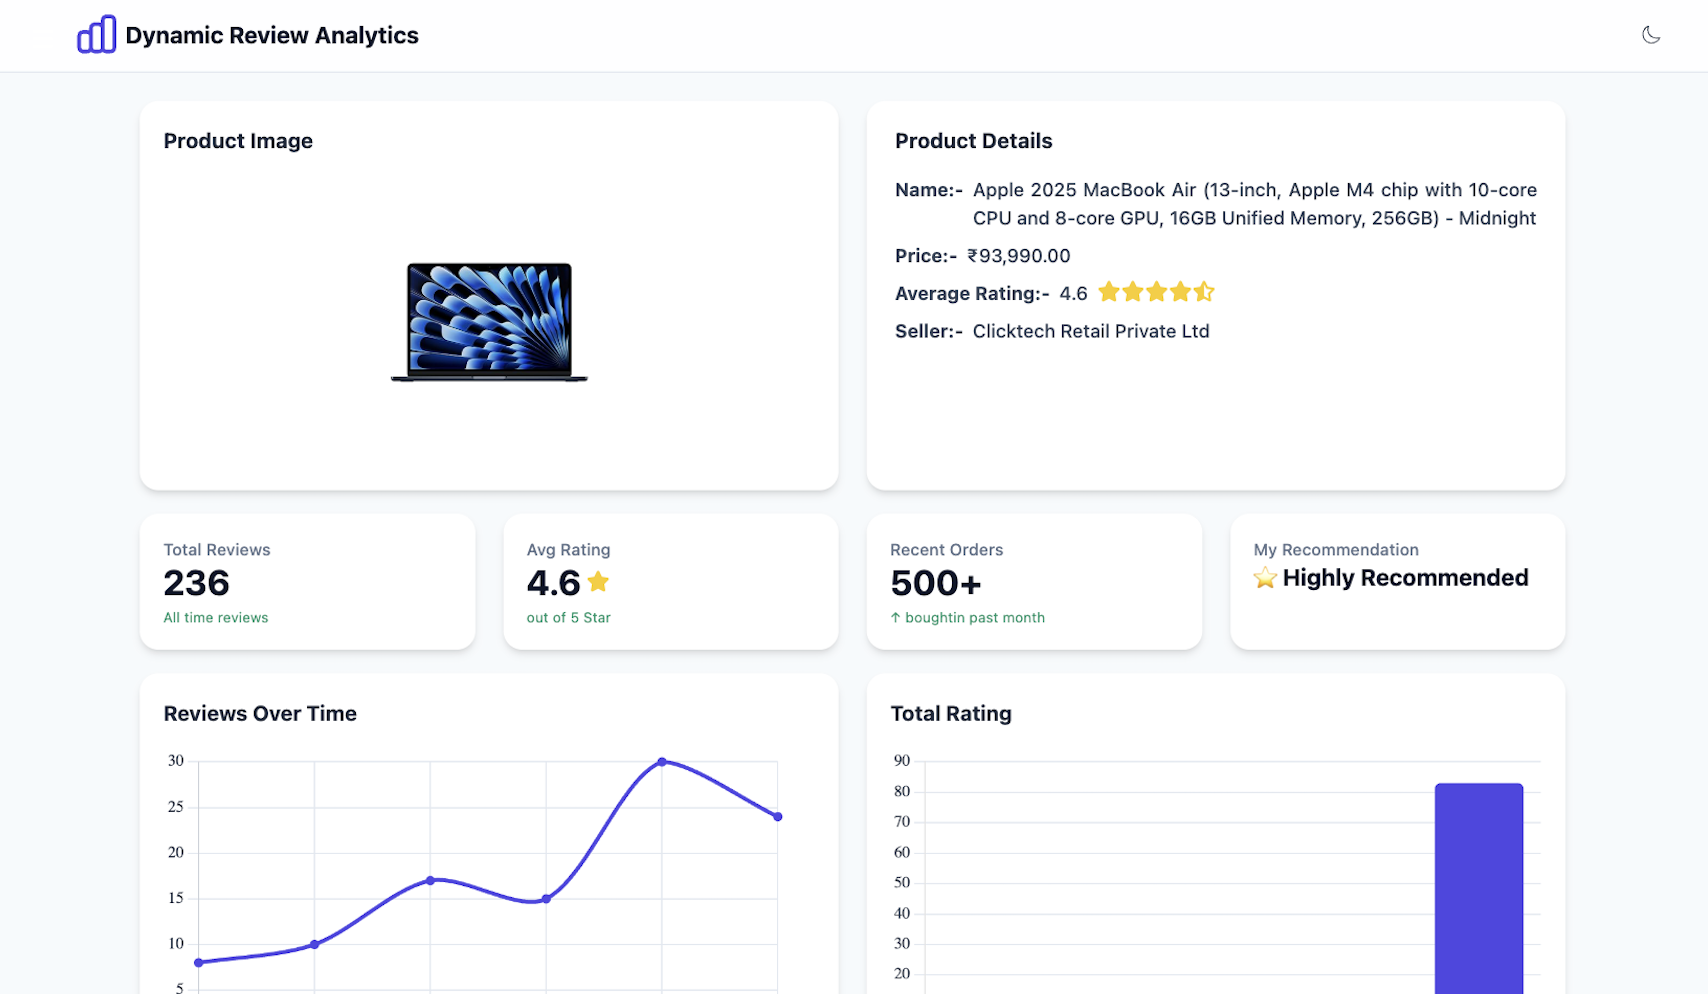 Dynamic Review Analytics
Product Image
Product Details
Name:- Apple 2025 MacBook Air (13-inch, Apple M4 chip with 10-core
CPU and 8-core GPU, 16GB Unified Memory, 256GB) - Midnight
Price:- ₹93,990.00
Average Rating:- 4.6
Seller:- Clicktech Retail Private Ltd
Total Reviews
236
All time reviews
Avg Rating
4.6
out of 5 Star
Recent Orders
500+
↑ boughtin past month
My Recommendation
⭐ Highly Recommended
Reviews Over Time
30
25
20
15
10
5
Total Rating
90
80
70
60
50
40
30
20